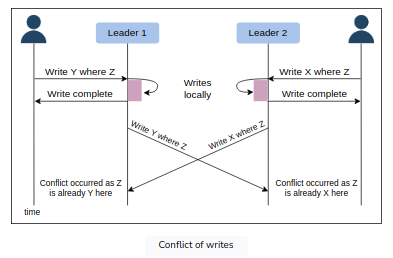 Leader 1
Leader 2
Write Y where Z
Writes
locally
Write X where Z
Write complete
Write complete
Write Y where Z
Write X where Z
Conflict occurred as Z
is already Y here
Conflict occurred as Z
is already X here
time
Conflict of writes